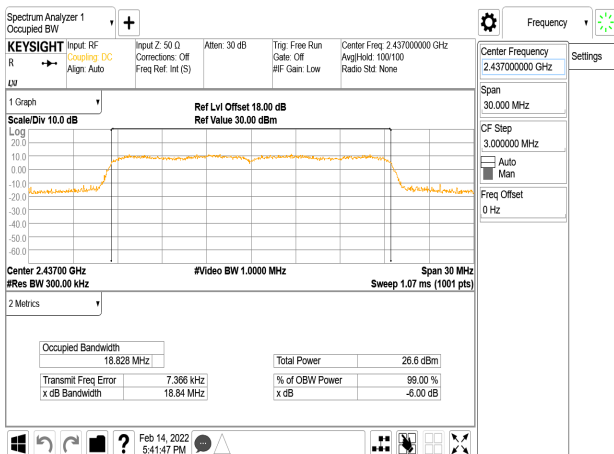 Spectrum Analyzer 1
Occupied BW
+
Frequency
KEYSIGHT
R
LXI
Input: RF
Coupling: DC
Align: Auto
Input Z: 50 Ω
Corrections: Off
Freq Ref: Int (S)
Atten: 30 dB
Trig: Free Run
Gate: Off
#IF Gain: Low
Center Freq: 2.437000000 GHz
Avg|Hold: 100/100
Radio Std: None
Center Frequency
2.437000000 GHz
Settings
Span
30.000 MHz
CF Step
3.000000 MHz
Auto
Man
Freq Offset
0 Hz
1 Graph
Scale/Div 10.0 dB
Ref Lvl Offset 18.00 dB
Ref Value 30.00 dBm
Log
20.0
10.0
0.00
-10.0
-20.0
-30.0
-40.0
-50.0
-60.0
Center 2.43700 GHz
#Video BW 1.0000 MHz
Span 30 MHz
#Res BW 300.00 kHz
Sweep 1.07 ms (1001 pts)
2 Metrics
Occupied Bandwidth
18.828 MHz
Total Power 26.6 dBm
Transmit Freq Error 7.366 kHz
% of OBW Power 99.00 %
x dB Bandwidth 18.84 MHz
x dB -6.00 dB
?
Feb 14, 2022
5:41:47 PM